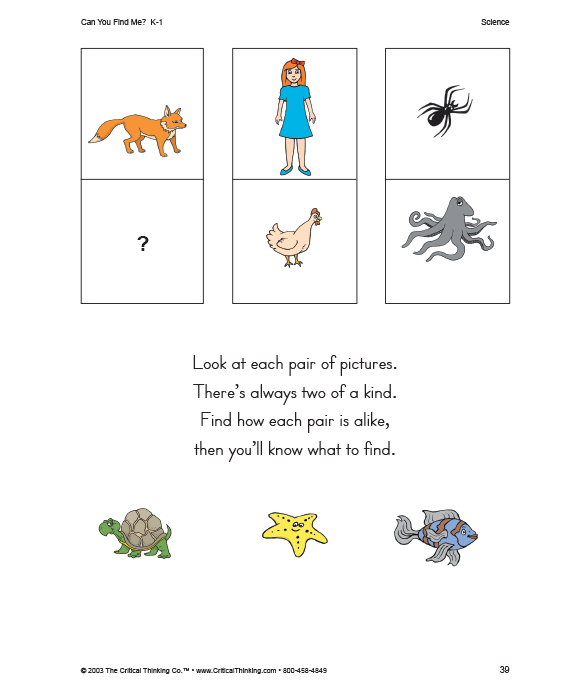 Can You Find Me? K-1
Science
?
Look at each pair of pictures.
There's always two of a kind.
Find how each pair is alike,
then you'll know what to find.
© 2003 The Critical Thinking Co.™ • www.CriticalThinking.com • 800-458-4849
39